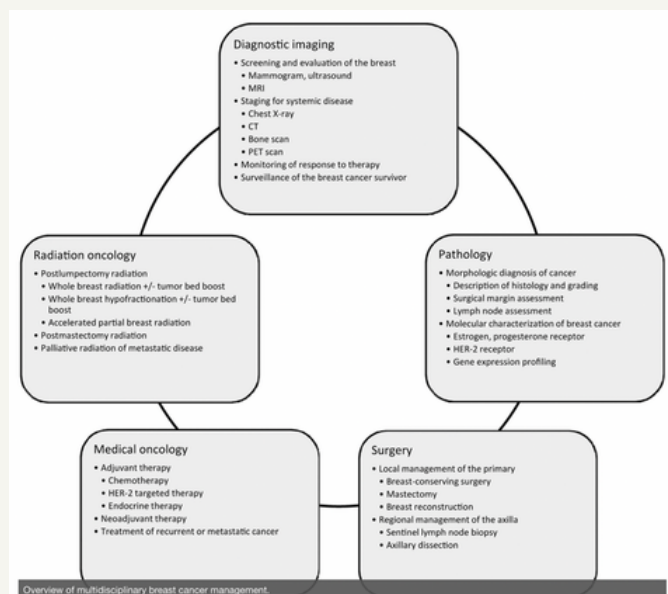 Diagnostic imaging
• Screening and evaluation of the breast
• Mammogram, ultrasound
• MRI
• Staging for systemic disease
• Chest X-ray
• CT
• Bone scan
• PET scan
• Monitoring of response to therapy
• Surveillance of the breast cancer survivor
Radiation oncology
• Postlumpectomy radiation
• Whole breast radiation +/- tumor bed boost
• Whole breast hypofractionation +/- tumor bed
boost
• Accelerated partial breast radiation
• Postmastectomy radiation
• Palliative radiation of metastatic disease
Pathology
• Morphologic diagnosis of cancer
• Description of histology and grading
• Surgical margin assessment
• Lymph node assessment
• Molecular characterization of breast cancer
• Estrogen, progesterone receptor
• HER-2 receptor
• Gene expression profiling
Medical oncology
• Adjuvant therapy
• Chemotherapy
• HER-2 targeted therapy
• Endocrine therapy
• Neoadjuvant therapy
• Treatment of recurrent or metastatic cancer
Surgery
• Local management of the primary
• Breast-conserving surgery
• Mastectomy
• Breast reconstruction
• Regional management of the axilla
• Sentinel lymph node biopsy
• Axillary dissection
Overview of multidisciplinary breast cancer management.